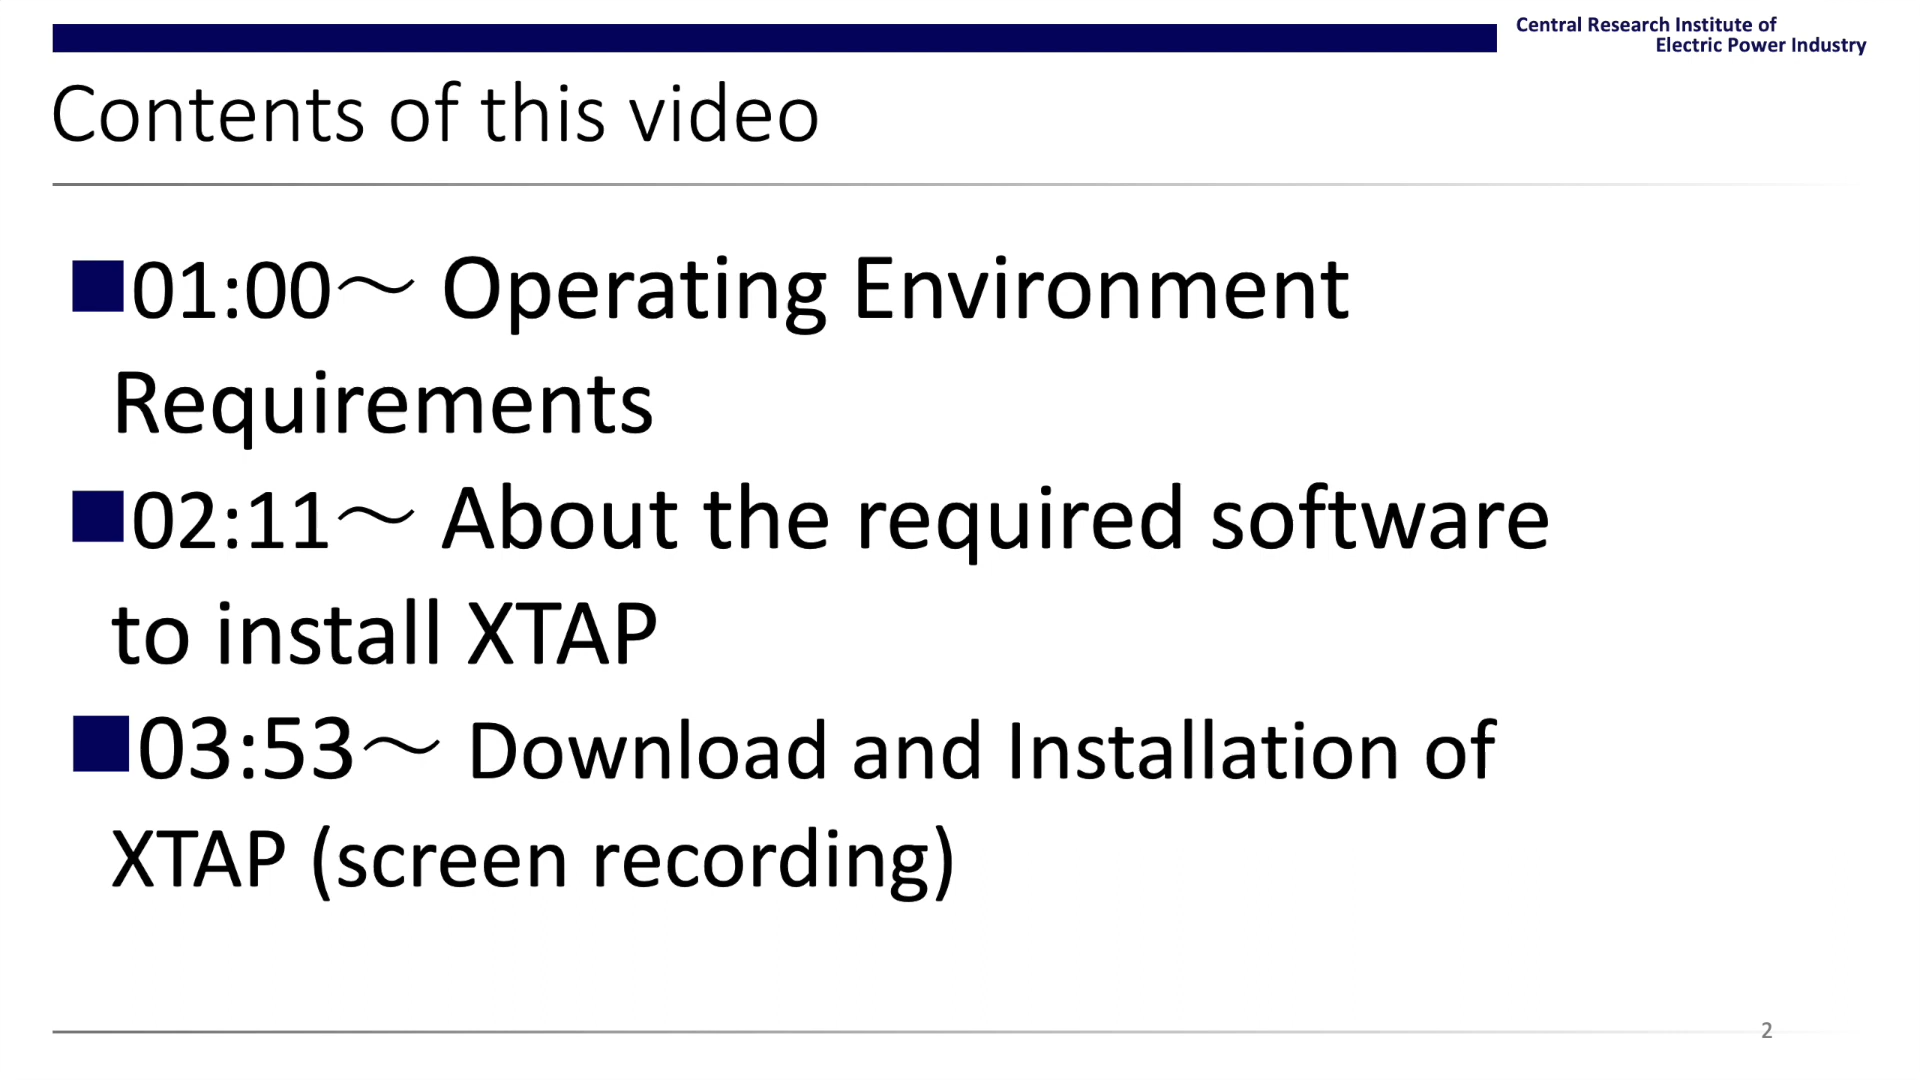 Central Research Institute of
Electric Power Industry
Contents of this video
■01:00～ Operating Environment
Requirements
■02:11～ About the required software
to install XTAP
■03:53～ Download and Installation of
XTAP (screen recording)
2